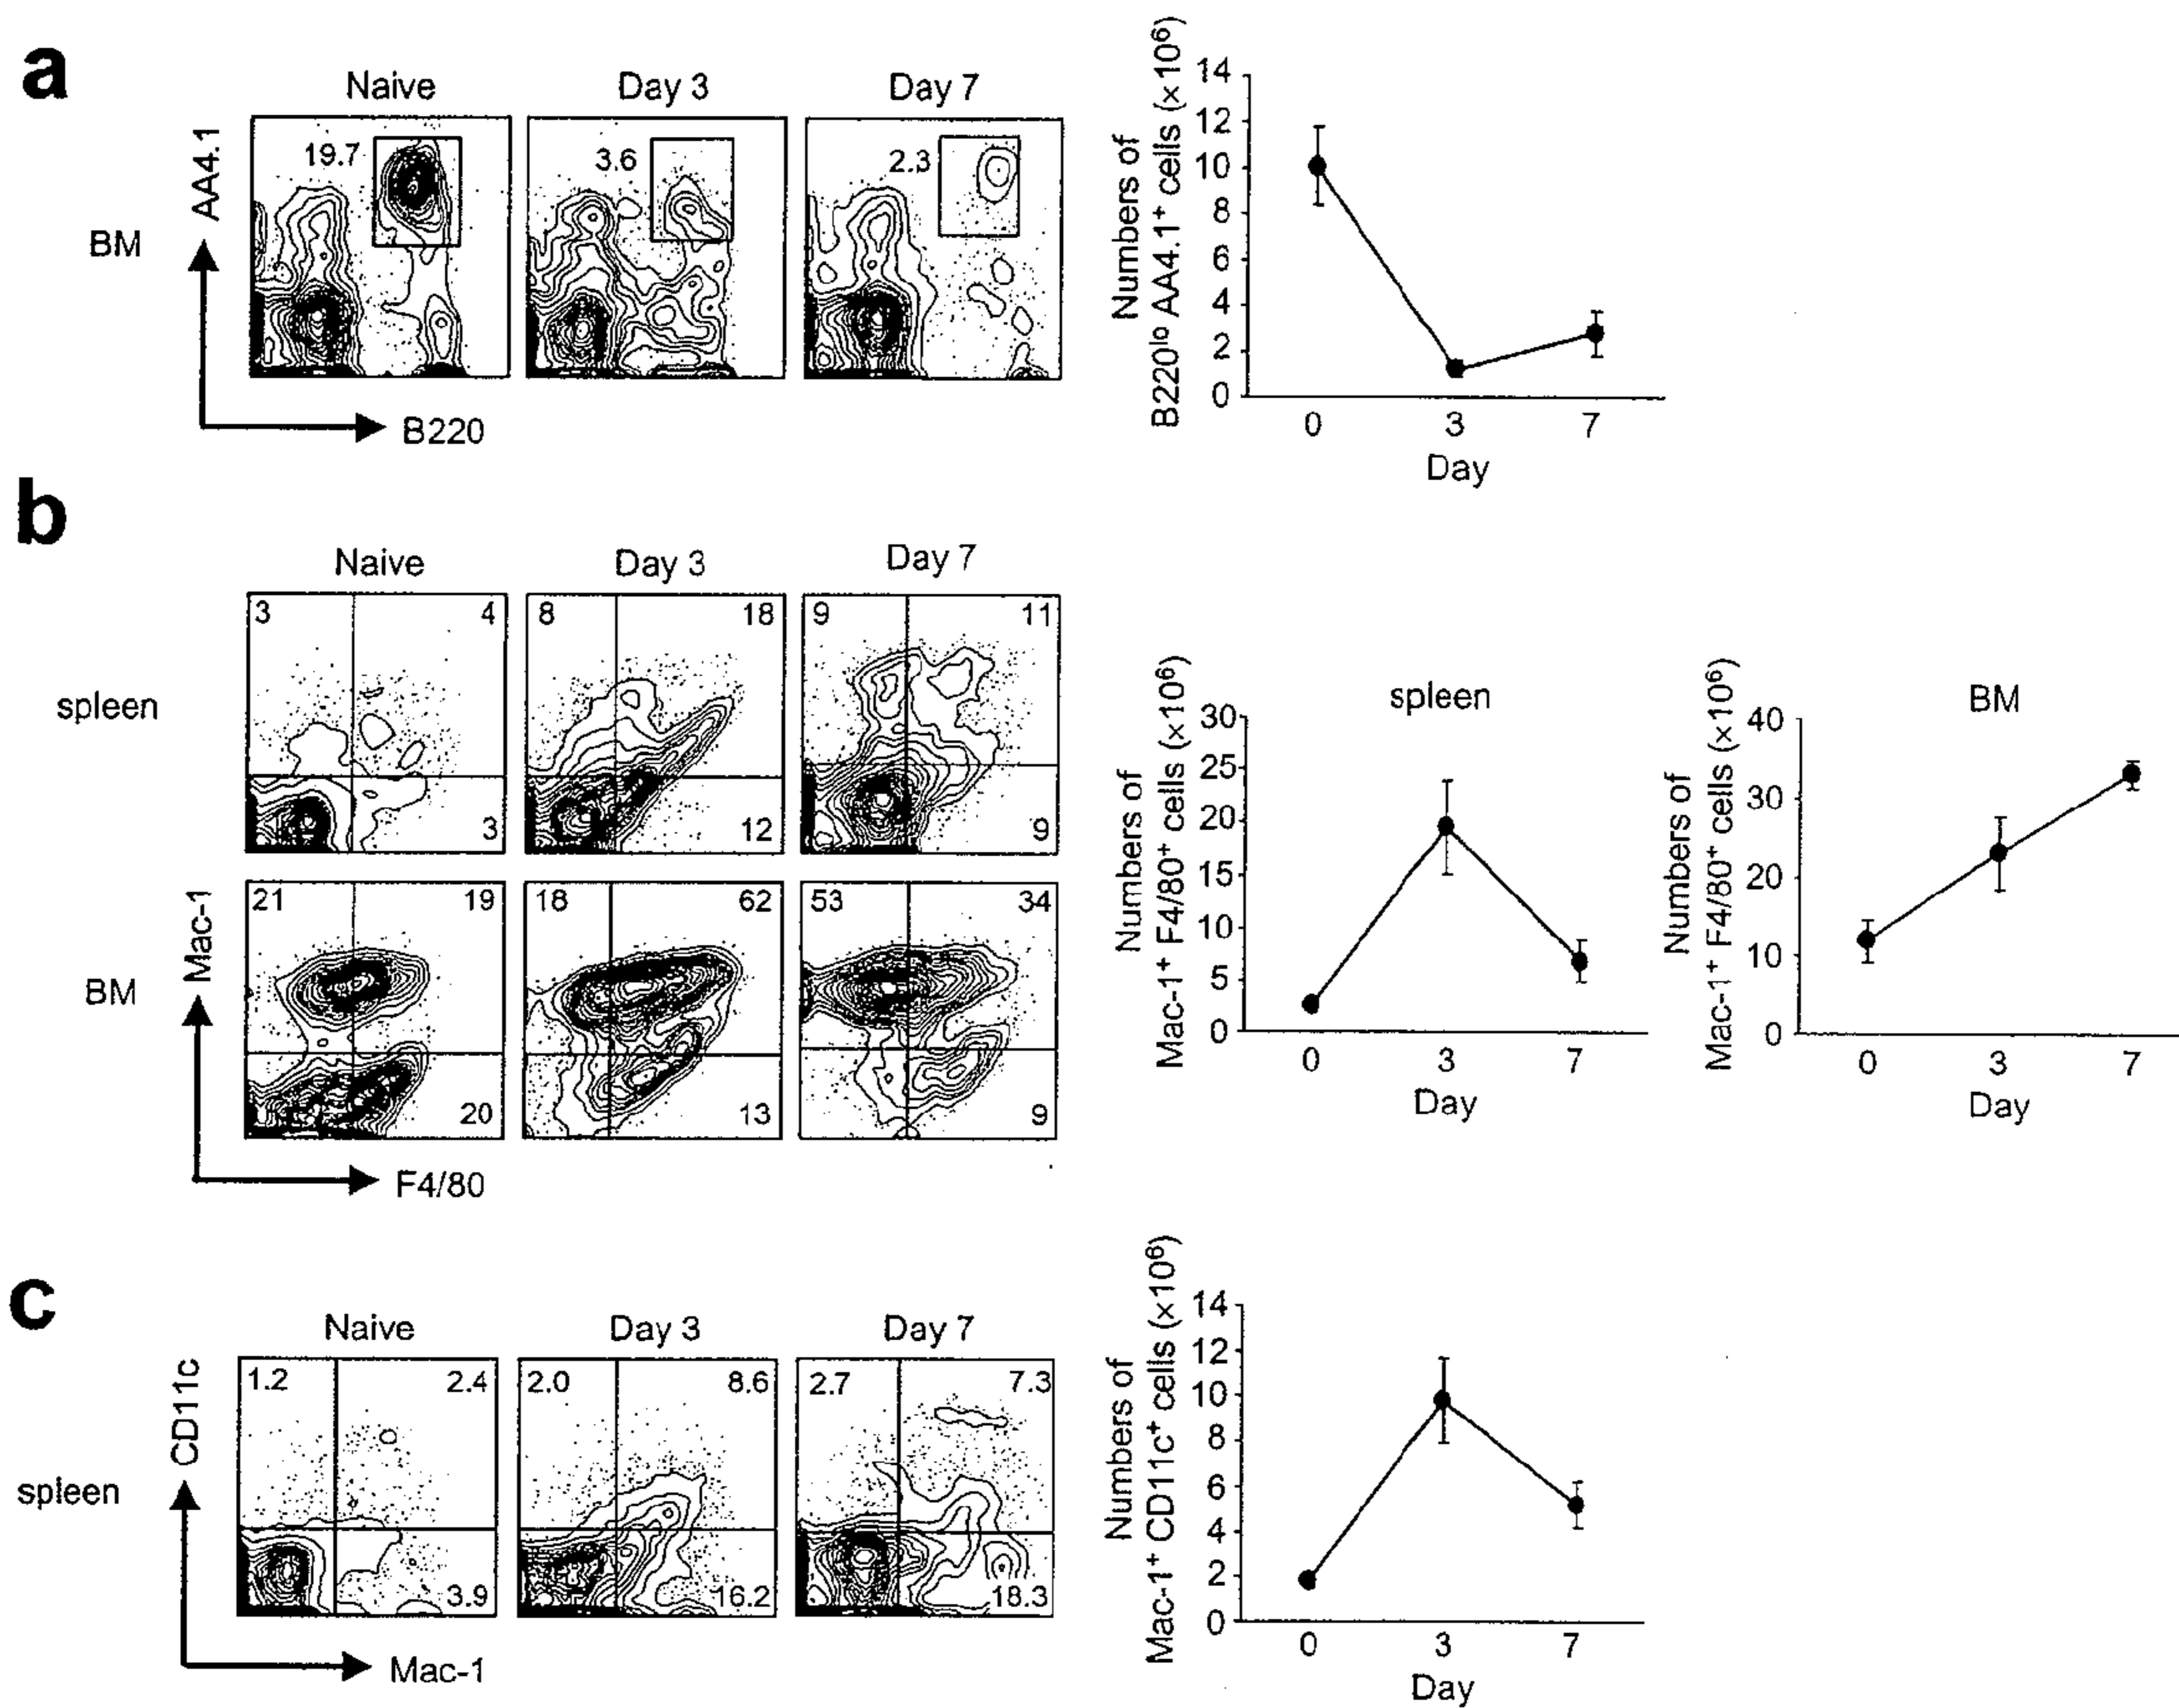 a
Naive Day 3 Day 7
BM
AA4.1
19.7 3.6 2.3
B220
Numbers of
B220lo AA4.1+ cells (×10⁶)
14
12
10
8
6
4
2
0
0 3 7
Day
b
Naive Day 3 Day 7
spleen
3 4 8 18 9 11
3 12 9
BM
Mac-1
21 19 18 62 53 34
20 13 9
F4/80
spleen
Numbers of
Mac-1⁺ F4/80⁺ cells (×10⁶)
30
25
20
15
10
5
0
0 3 7
Day
BM
Numbers of
Mac-1⁺ F4/80⁺ cells (×10⁶)
40
30
20
10
0
0 3 7
Day
c
Naive Day 3 Day 7
spleen
CD11c
1.2 2.4 2.0 8.6 2.7 7.3
3.9 16.2 18.3
Mac-1
Numbers of
Mac-1⁺ CD11c⁺ cells (×10⁶)
14
12
10
8
6
4
2
0
0 3 7
Day